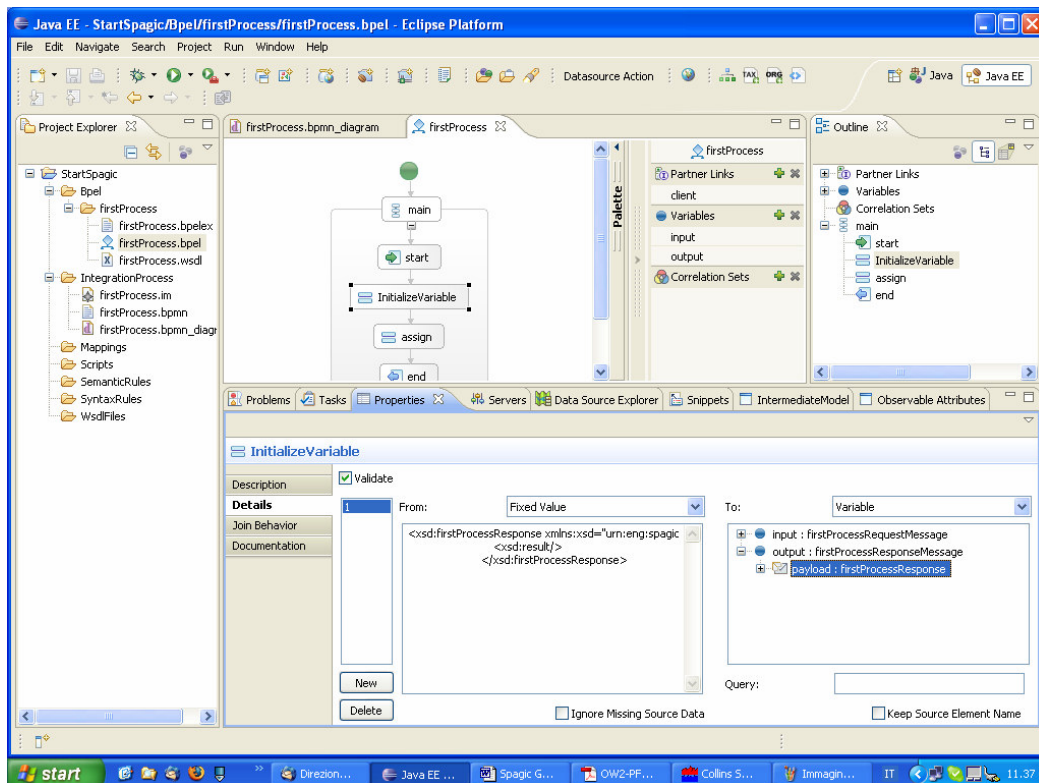 Java EE - StartSpagic/Bpel/firstProcess/firstProcess.bpel - Eclipse Platform
File Edit Navigate Search Project Run Window Help
Datasource Action
TAX
ORG
Java
Java EE
Project Explorer
StartSpagic
Bpel
firstProcess
firstProcess.bpelex
firstProcess.bpel
firstProcess.wsdl
IntegrationProcess
firstProcess.im
firstProcess.bpmn
firstProcess.bpmn_diagr
Mappings
Scripts
SemanticRules
SyntaxRules
WsdlFiles
firstProcess.bpmn_diagram
firstProcess
main
start
InitializeVariable
assign
end
Palette
firstProcess
Partner Links
client
Variables
input
output
Correlation Sets
Outline
Partner Links
Variables
Correlation Sets
main
start
InitializeVariable
assign
end
Problems
Tasks
Properties
Servers
Data Source Explorer
Snippets
IntermediateModel
Observable Attributes
InitializeVariable
Description
Details
Join Behavior
Documentation
Validate
1
New
Delete
From:
Fixed Value
<xsd:firstProcessResponse xmlns:xsd="urn:eng:spagic
<xsd:result/>
</xsd:firstProcessResponse>
Ignore Missing Source Data
To:
Variable
input : firstProcessRequestMessage
output : firstProcessResponseMessage
payload : firstProcessResponse
Query:
Keep Source Element Name
start
Direzion...
Java EE ...
Spagic G...
OW2-PF...
Collins S...
Immagin...
IT
11.37